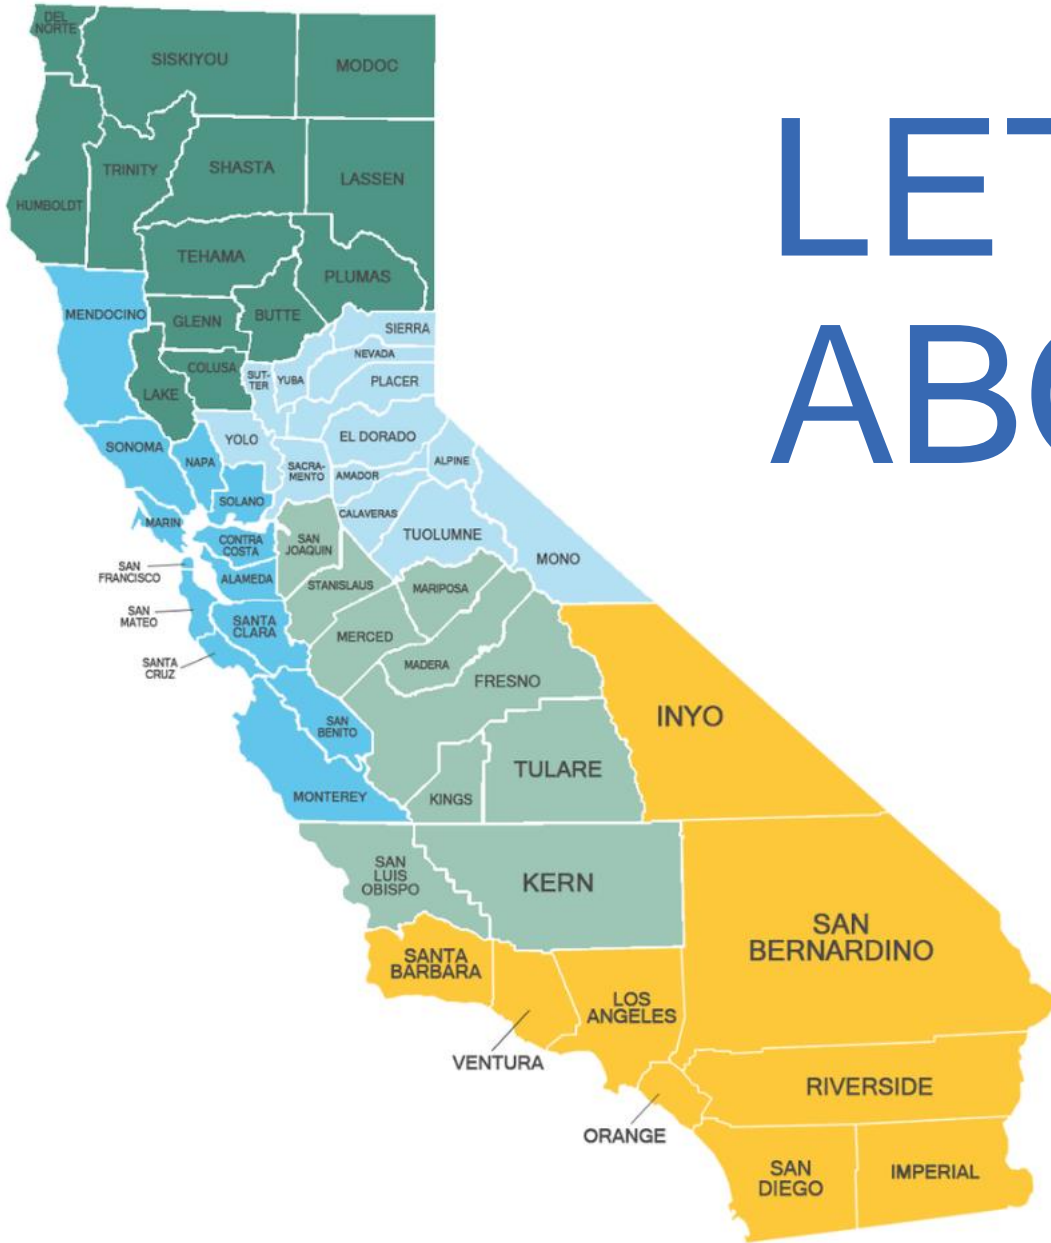 DEL
NORTE
SISKIYOU
MODOC
HUMBOLDT
TRINITY
SHASTA
LASSEN
TEHAMA
PLUMAS
MENDOCINO
GLENN
BUTTE
SIERRA
NEVADA
COLUSA
SUT-
TER
YUBA
PLACER
LAKE
SONOMA
NAPA
YOLO
EL DORADO
SACRA-
MENTO
AMADOR
ALPINE
SOLANO
MARIN
CALAVERAS
TUOLUMNE
CONTRA
COSTA
SAN
JOAQUIN
MONO
SAN
FRANCISCO
ALAMEDA
STANISLAUS
MARIPOSA
SAN
MATEO
SANTA
CLARA
MERCED
SANTA
CRUZ
MADERA
FRESNO
SAN
BENITO
INYO
MONTEREY
KINGS
TULARE
SAN
LUIS
OBISPO
KERN
SAN
BERNARDINO
SANTA
BARBARA
LOS
ANGELES
VENTURA
RIVERSIDE
ORANGE
SAN
DIEGO
IMPERIAL
LET